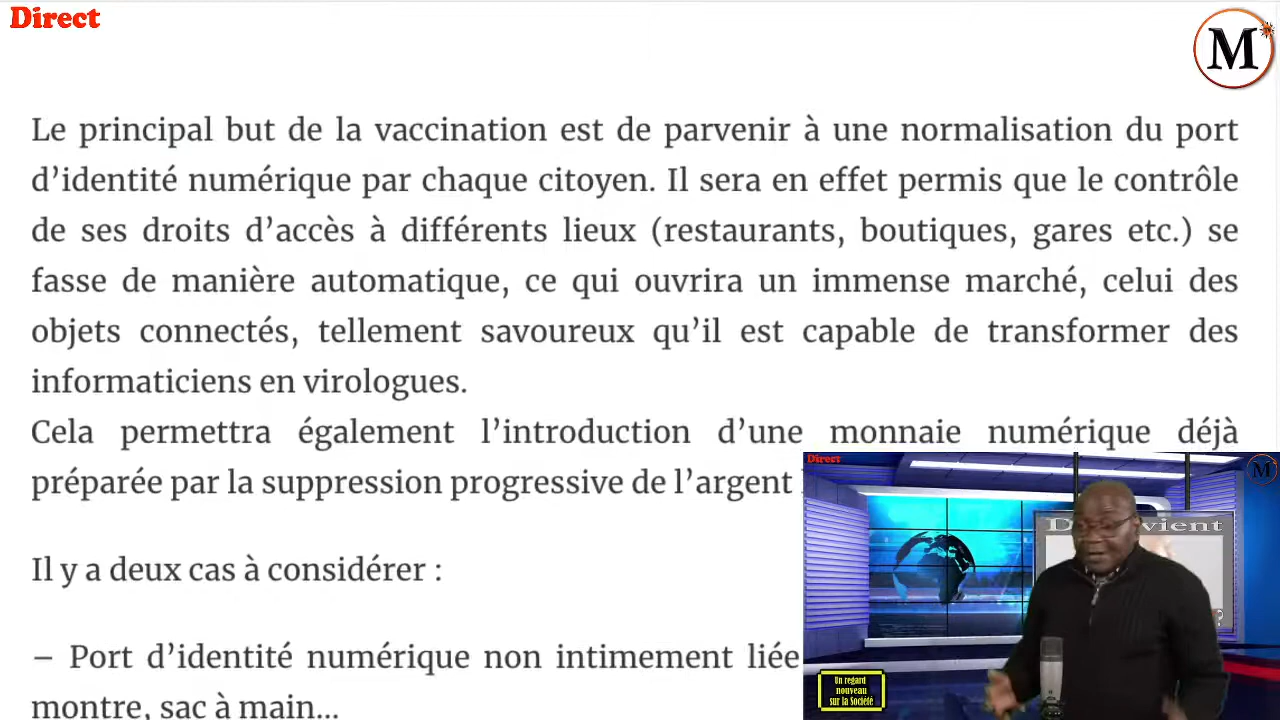 Direct
M
Le principal but de la vaccination est de parvenir à une normalisation du port
d’identité numérique par chaque citoyen. Il sera en effet permis que le contrôle
de ses droits d’accès à différents lieux (restaurants, boutiques, gares etc.) se
fasse de manière automatique, ce qui ouvrira un immense marché, celui des
objets connectés, tellement savoureux qu’il est capable de transformer des
informaticiens en virologues.
Cela permettra également l’introduction d’une monnaie numérique déjà
préparée par la suppression progressive de l’argent
Il y a deux cas à considérer :
– Port d’identité numérique non intimement liée
montre, sac à main...
Direct
M
vient
Un regard
nouveau
sur la Société